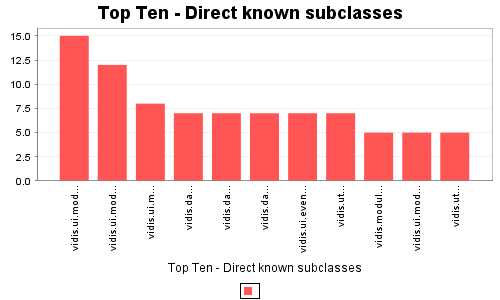 Top Ten - Direct known subclasses
15.0
12.5
10.0
7.5
5.0
2.5
0.0
vidis.ui.mod...
vidis.ui.mod...
vidis.ui.m...
vidis.da...
vidis.da...
vidis.da...
vidis.ui.even...
vidis.ut...
vidis.modul...
vidis.ui.mod...
vidis.ut...
Top Ten - Direct known subclasses